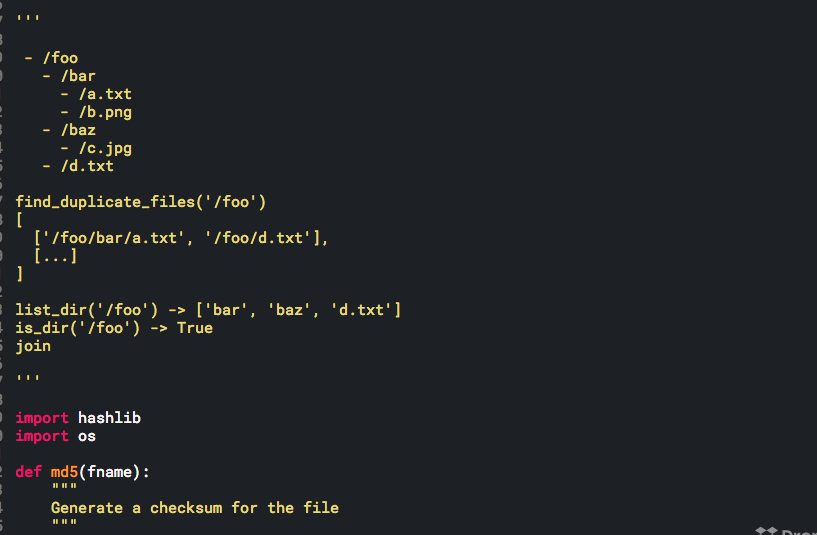 '''
- /foo
- /bar
- /a.txt
- /b.png
- /baz
- /c.jpg
- /d.txt
find_duplicate_files('/foo')
[
['/foo/bar/a.txt', '/foo/d.txt'],
[...]
]
list_dir('/foo') -> ['bar', 'baz', 'd.txt']
is_dir('/foo') -> True
join
'''
import hashlib
import os
def md5(fname):
"""
Generate a checksum for the file
"""